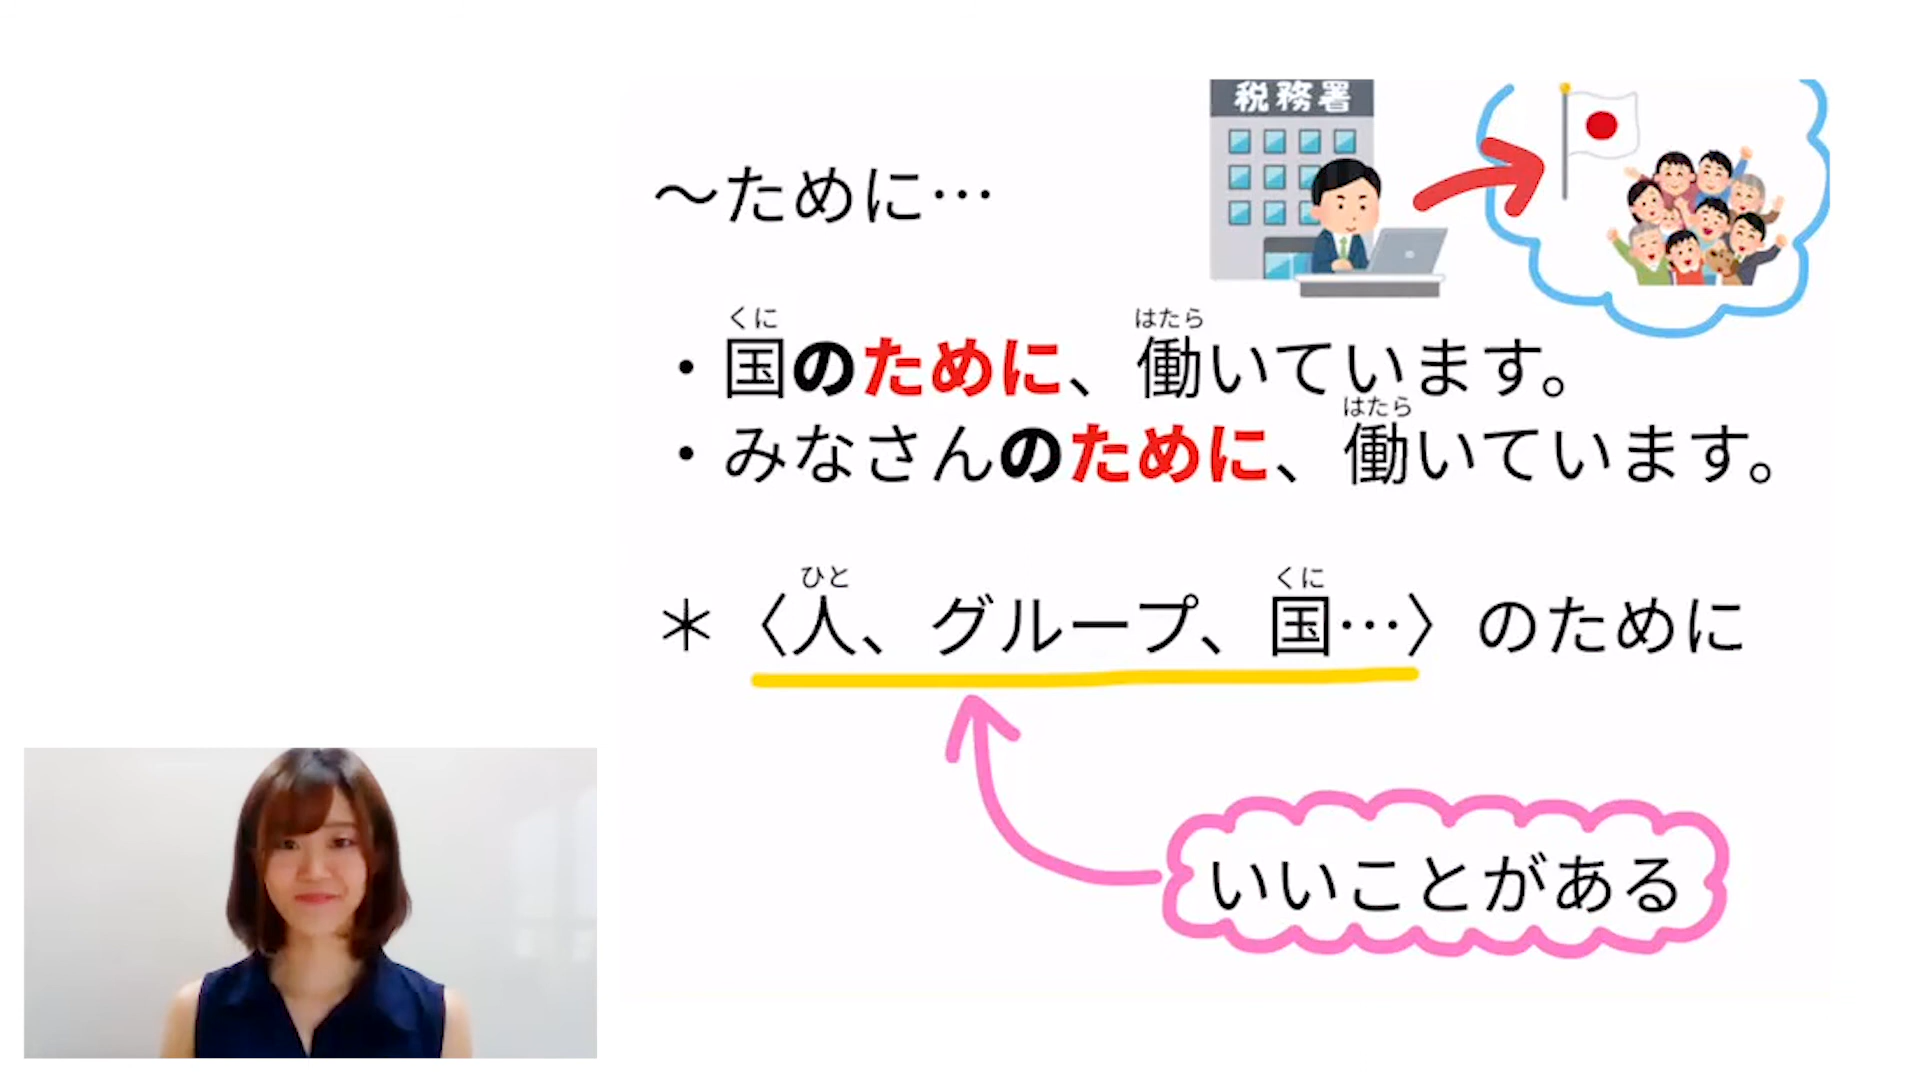 税務署
～ために…
くに はたら
・国のために、働いています。
はたら
・みなさんのために、働いています。
ひと くに
＊〈人、グループ、国…〉のために
いいことがある